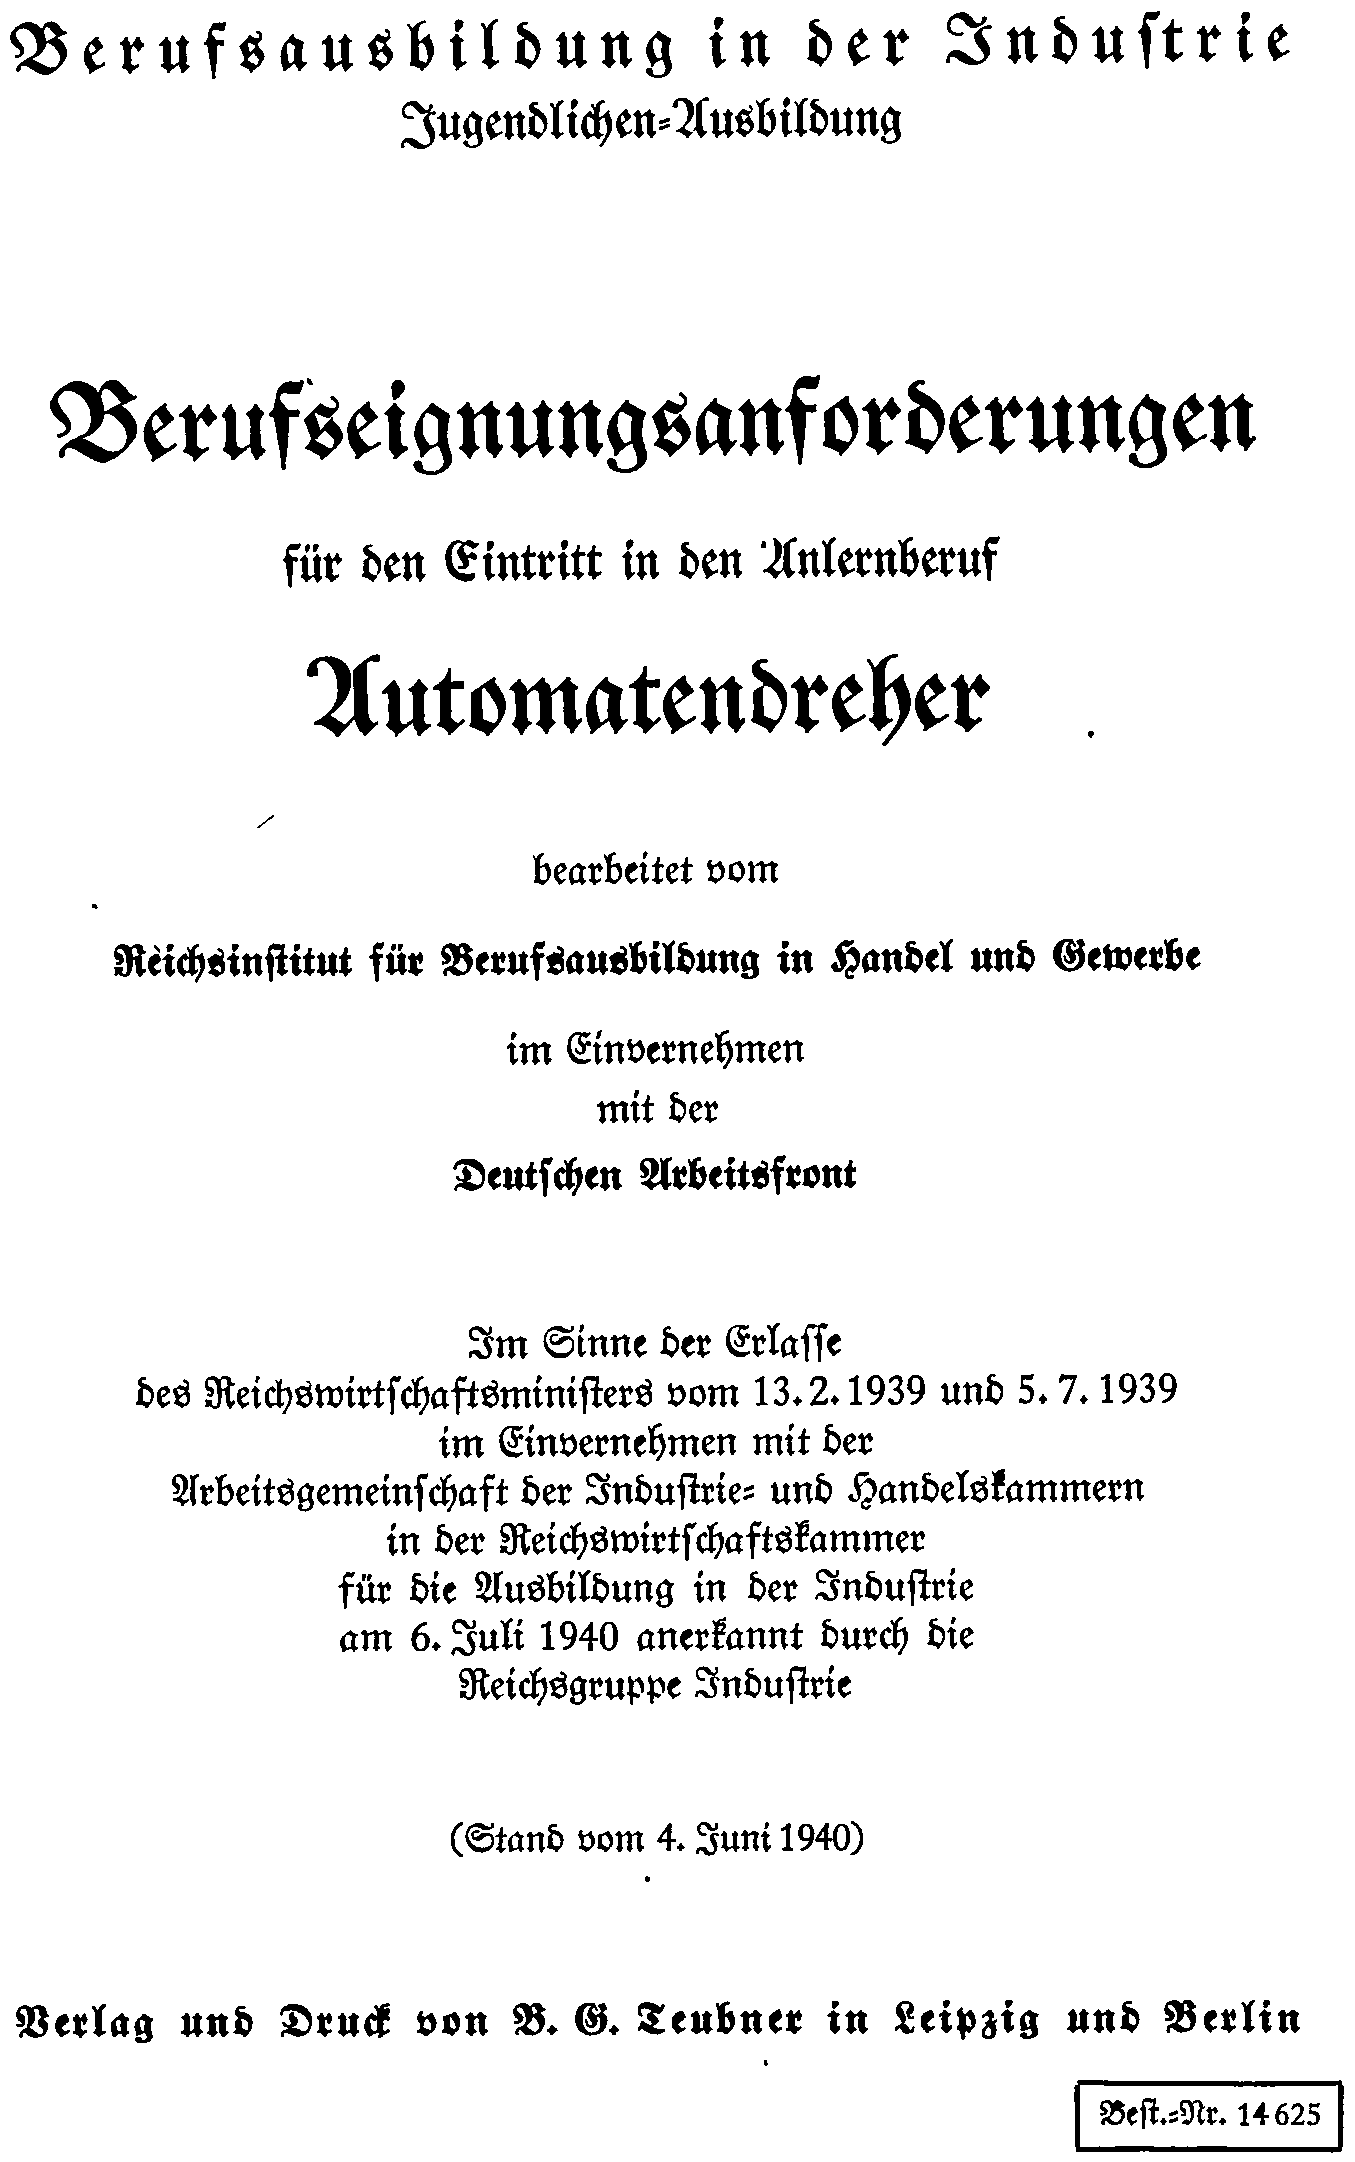 Berufsausbildung in der Industrie
Jugendlichen-Ausbildung
Berufseignungsanforderungen
für den Eintritt in den Anlernberuf
Automatendreher
bearbeitet vom
Reichsinstitut für Berufsausbildung in Handel und Gewerbe
im Einvernehmen
mit der
Deutschen Arbeitsfront
Im Sinne der Erlasse
des Reichswirtschaftsministers vom 13. 2. 1939 und 5. 7. 1939
im Einvernehmen mit der
Arbeitsgemeinschaft der Industrie- und Handelskammern
in der Reichswirtschaftskammer
für die Ausbildung in der Industrie
am 6. Juli 1940 anerkannt durch die
Reichsgruppe Industrie
(Stand vom 4. Juni 1940)
Verlag und Druck von B. G. Teubner in Leipzig und Berlin
Best.-Nr. 14625